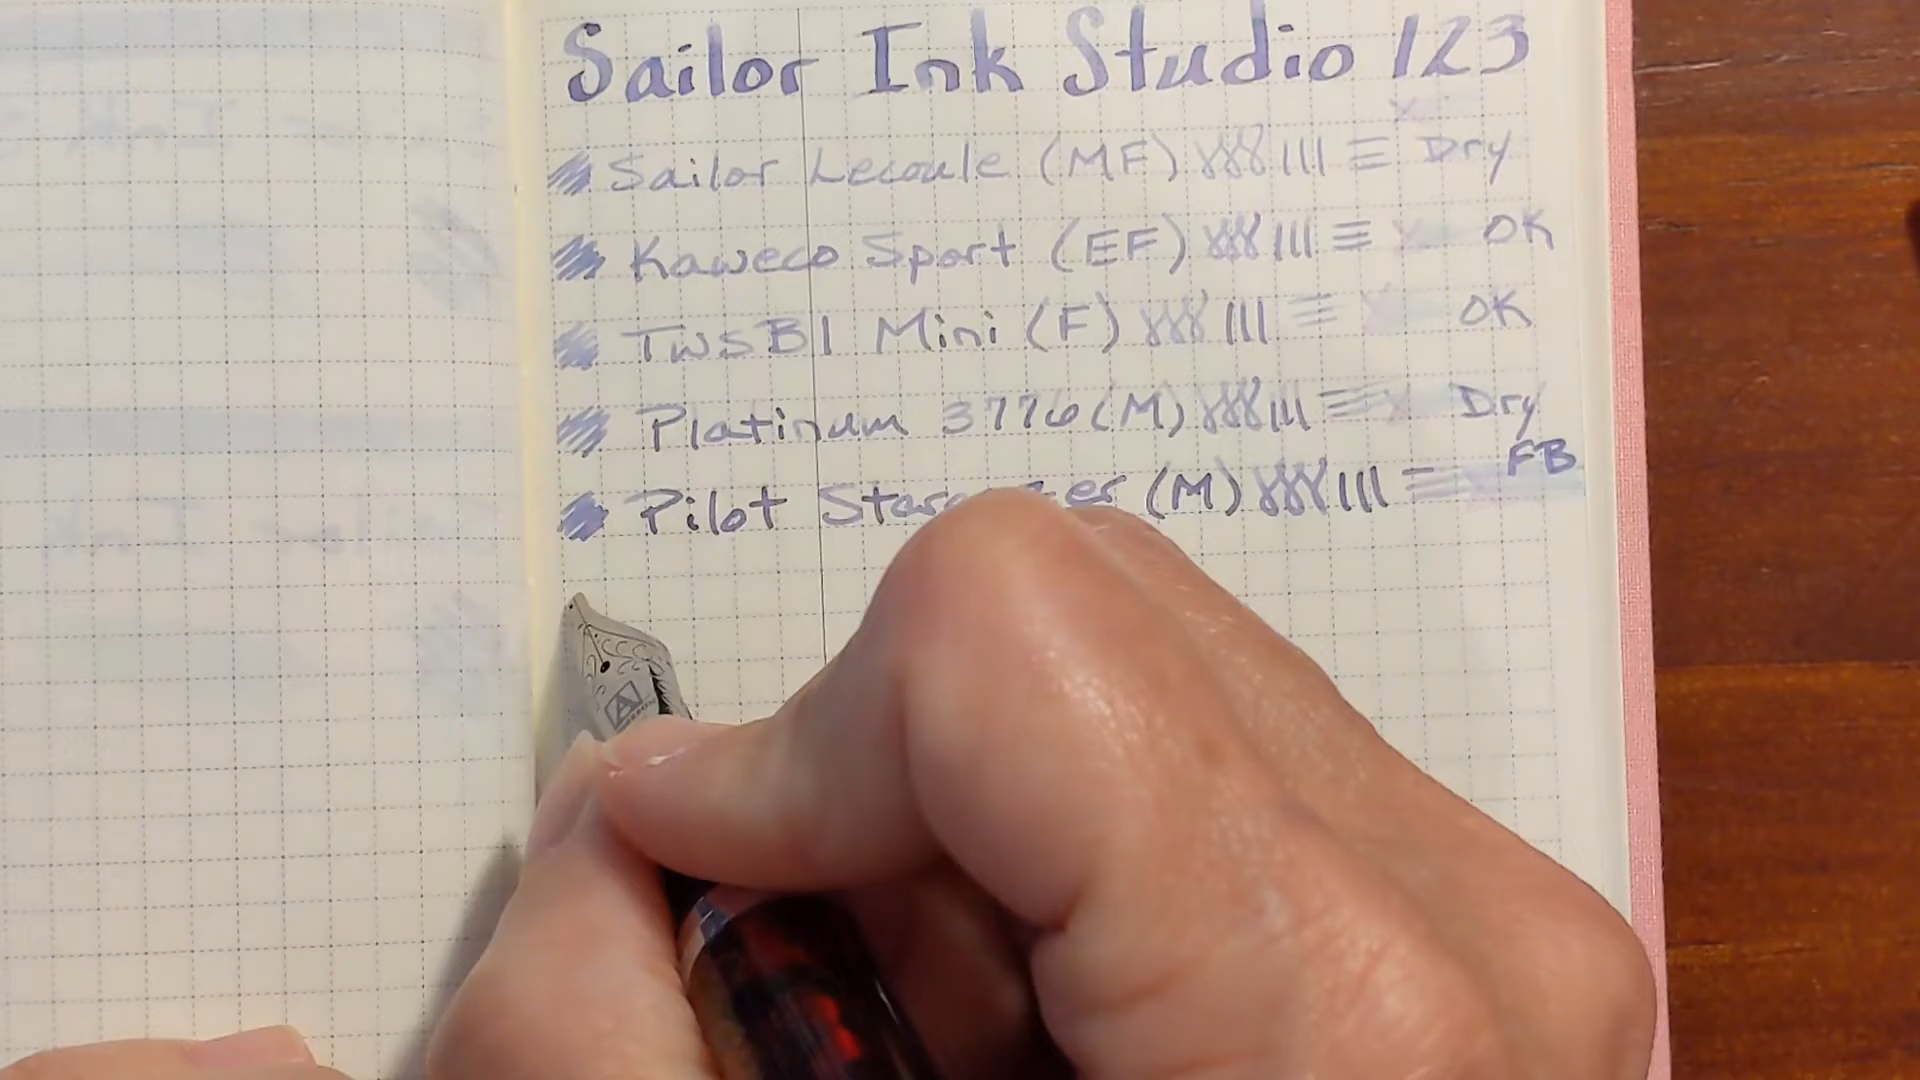 Sailor Ink Studio 123
Sailor Lecoule (MF) Dry
Kaweco Sport (EF) OK
TWSBI Mini (F) OK
Platinum 3776 (M) Dry
Pilot (M) FB
A